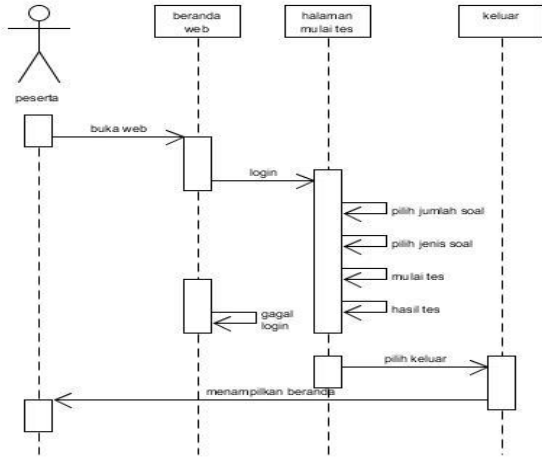 beranda
web
halaman
mulai tes
keluar
peserta
buka web
login
pilih jumlah soal
pilih jenis soal
mulai tes
hasil tes
gagal
login
pilih keluar
menampilkan beranda